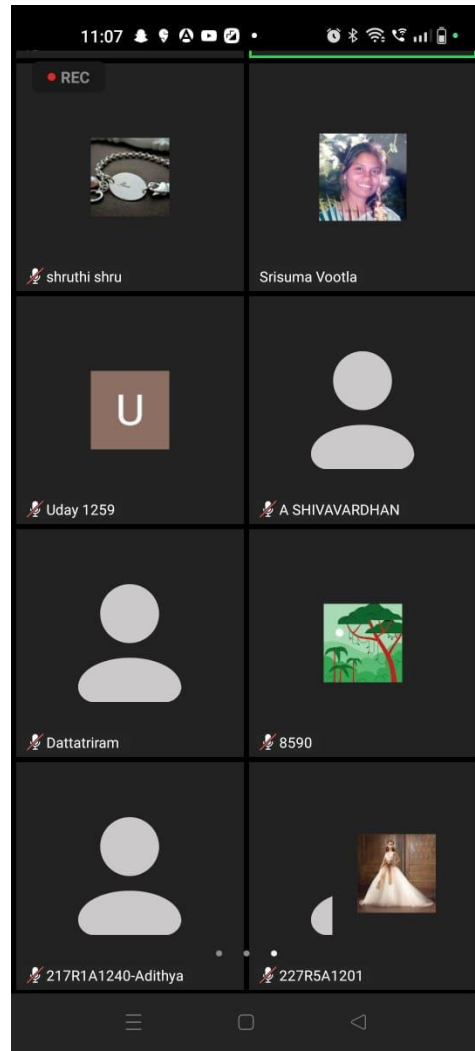 11:07
REC
shruthi shru
Srisuma Vootla
U
Uday 1259
A SHIVAVARDHAN
Dattatriram
8590
217R1A1240-Adithya
227R5A1201